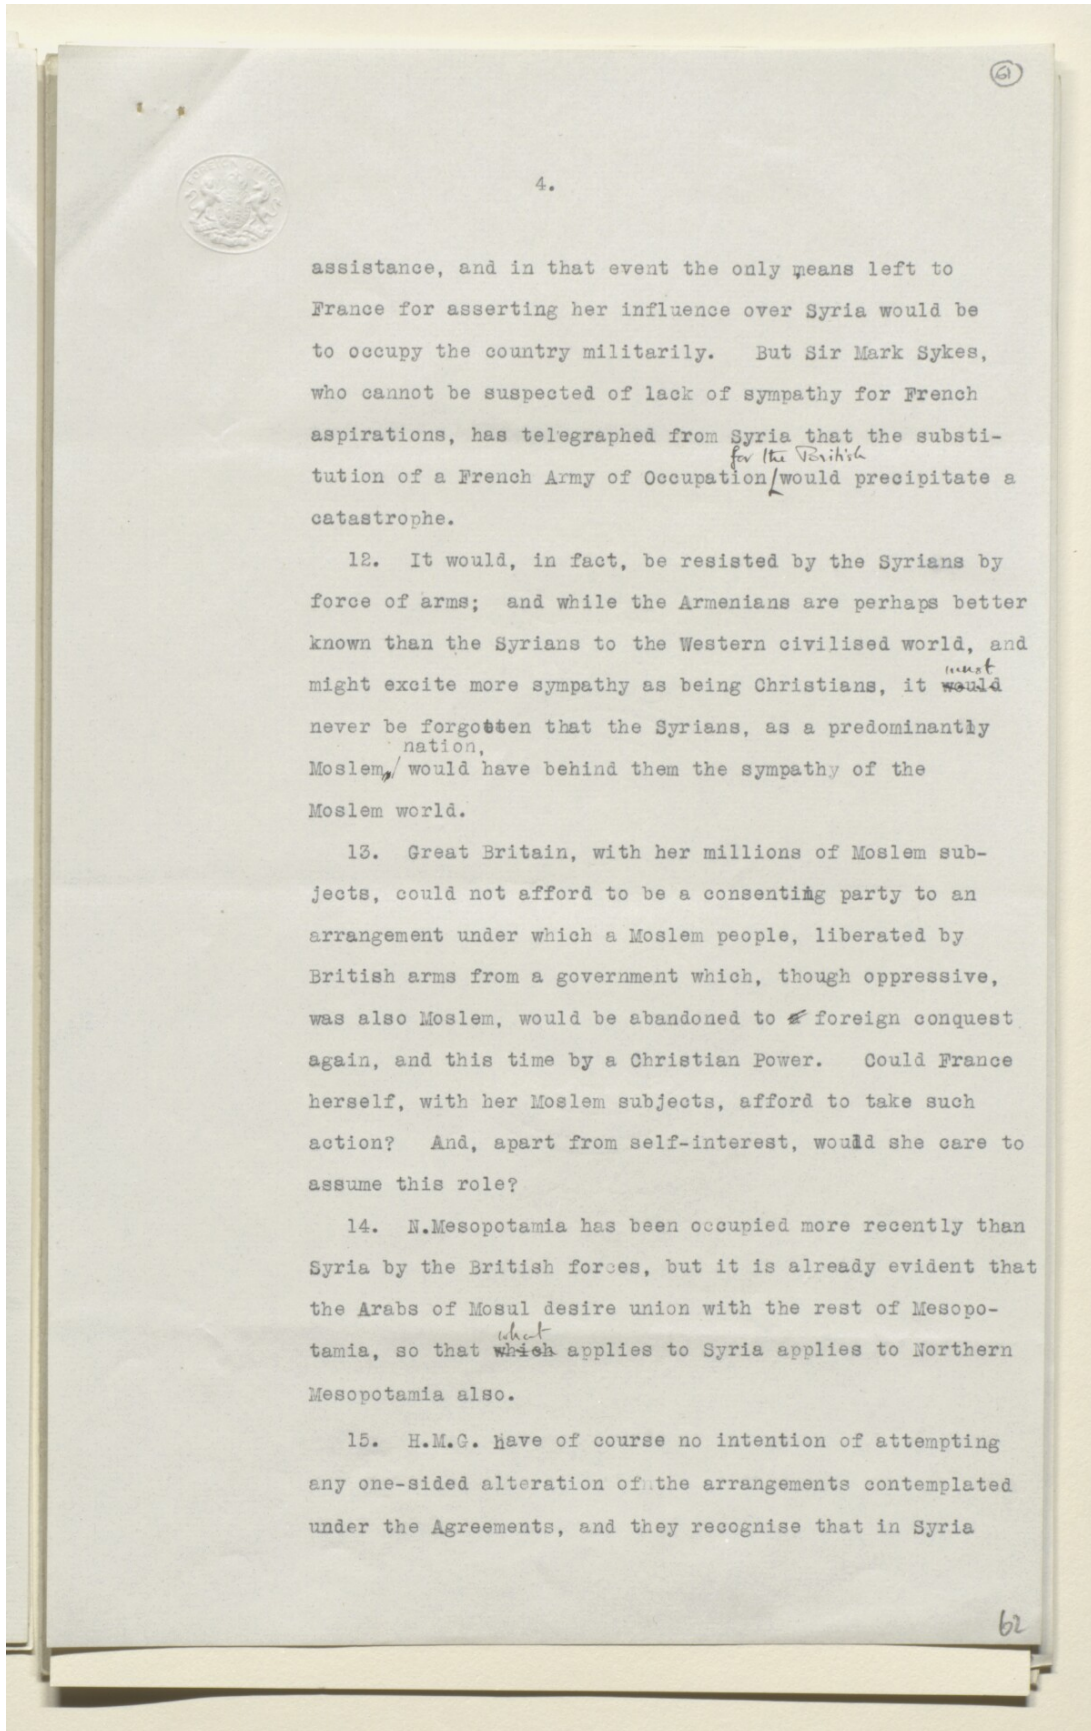 61
4.
assistance, and in that event the only means left to
France for asserting her influence over Syria would be
to occupy the country militarily. But Sir Mark Sykes,
who cannot be suspected of lack of sympathy for French
aspirations, has telegraphed from Syria that the substi-
for the British
tution of a French Army of Occupation/would precipitate a
catastrophe.
12. It would, in fact, be resisted by the Syrians by
force of arms; and while the Armenians are perhaps better
known than the Syrians to the Western civilised world, and
must
might excite more sympathy as being Christians, it would
never be forgotten that the Syrians, as a predominantly
nation,
Moslem,/ would have behind them the sympathy of the
Moslem world.
13. Great Britain, with her millions of Moslem sub-
jects, could not afford to be a consenting party to an
arrangement under which a Moslem people, liberated by
British arms from a government which, though oppressive,
was also Moslem, would be abandoned to a foreign conquest
again, and this time by a Christian Power. Could France
herself, with her Moslem subjects, afford to take such
action? And, apart from self-interest, would she care to
assume this role?
14. N.Mesopotamia has been occupied more recently than
Syria by the British forces, but it is already evident that
the Arabs of Mosul desire union with the rest of Mesopo-
what
tamia, so that which applies to Syria applies to Northern
Mesopotamia also.
15. H.M.G. have of course no intention of attempting
any one-sided alteration of the arrangements contemplated
under the Agreements, and they recognise that in Syria
62